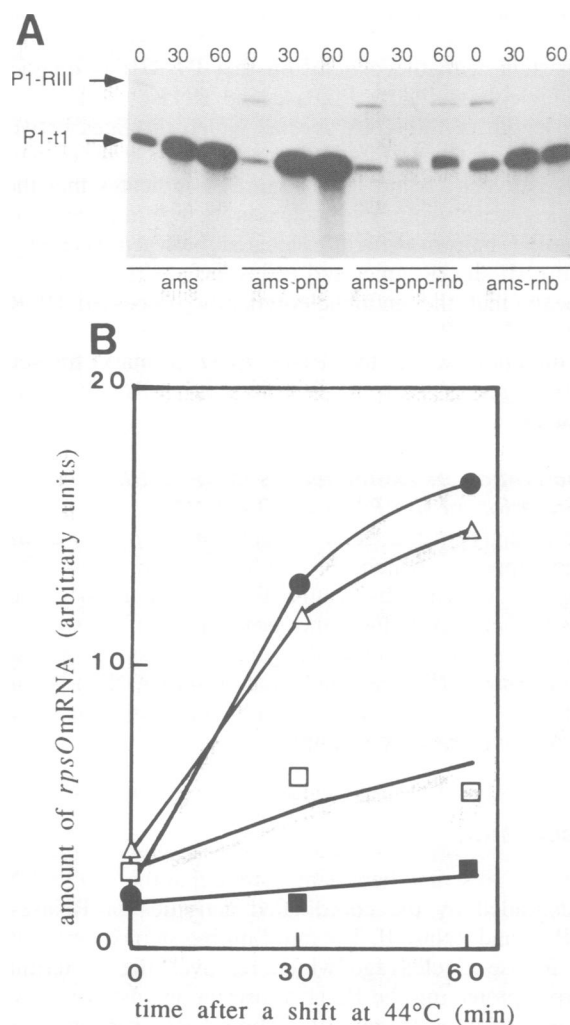 A
0 30 60 0 30 60 0 30 60 0 30 60
P1-RIII
P1-t1
ams ams-pnp ams-pnp-rnb ams-rnb
B
20
10
0
amount of rpsO mRNA (arbitrary units)
0 30 60
time after a shift at 44°C (min)